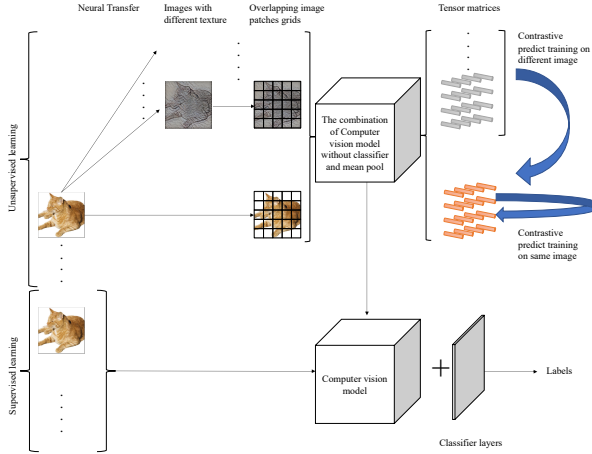 Neural Transfer
Images with
different texture
Overlapping image
patches grids
Tensor matrices
Contrastive
predict training on
different image
Unsupervised learning
The combination
of Computer
vision model
without classifier
and mean pool
Contrastive
predict training
on same image
Supervised learning
Computer vision
model
+
Labels
Classifier layers